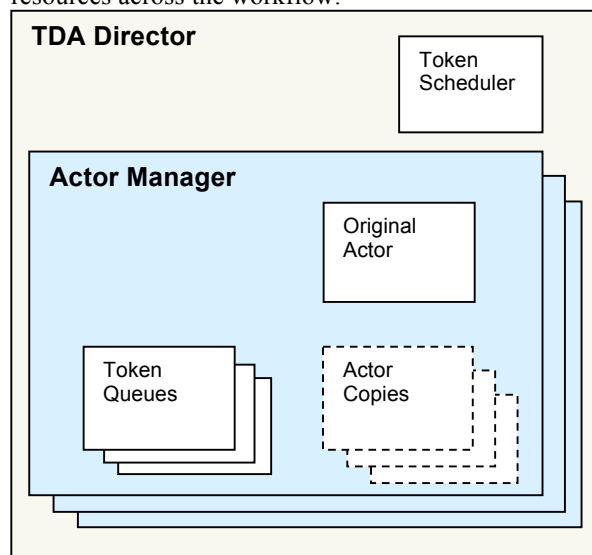 resources across the workflow.
TDA Director
Token
Scheduler
Actor Manager
Original
Actor
Token
Queues
Actor
Copies